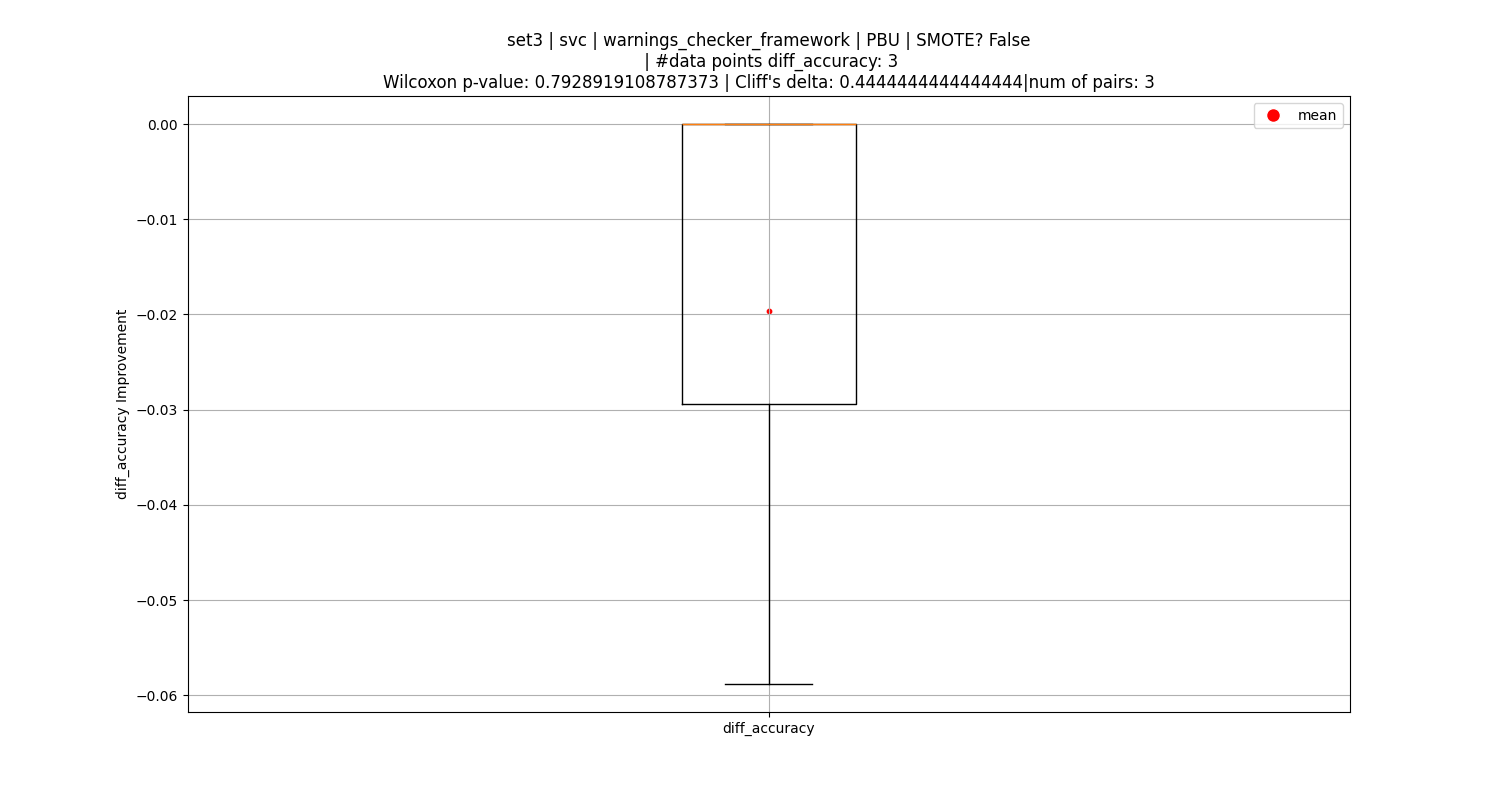 set3 | svc | warnings_checker_framework | PBU | SMOTE? False
| #data points diff_accuracy: 3
Wilcoxon p-value: 0.7928919108787373 | Cliff's delta: 0.4444444444444444|num of pairs: 3
mean
0.00
−0.01
−0.02
−0.03
−0.04
−0.05
−0.06
diff_accuracy Improvement
diff_accuracy